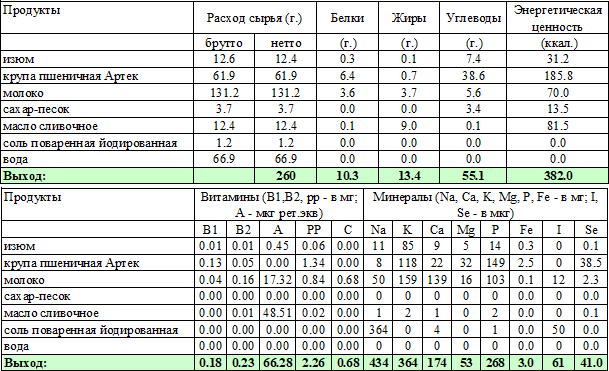 Продукты Расход сырья (г.) Белки Жиры Углеводы Энергетическая ценность
брутто нетто (г.) (г.) (г.) (ккал.)
изюм 12.6 12.4 0.3 0.1 7.4 31.2
крупа пшеничная Артек 61.9 61.9 6.4 0.7 38.6 185.8
молоко 131.2 131.2 3.6 3.7 5.6 70.0
сахар-песок 3.7 3.7 0.0 0.0 3.4 13.5
масло сливочное 12.4 12.4 0.1 9.0 0.1 81.5
соль поваренная йодированная 1.2 1.2 0.0 0.0 0.0 0.0
вода 66.9 66.9 0.0 0.0 0.0 0.0
Выход: 260 10.3 13.4 55.1 382.0
Продукты Витамины (B1,B2, рр - в мг; Минералы (Na, Ca, K, Mg, P, Fe - в мг; I,
А - мкг рет.экв) Se - в мкг)
B1 B2 A PP C Na K Ca Mg P Fe I Se
изюм 0.01 0.01 0.45 0.06 0.00 11 85 9 5 14 0.3 0 0.1
крупа пшеничная Артек 0.13 0.05 0.00 1.34 0.00 8 118 22 32 149 2.5 0 38.5
молоко 0.04 0.16 17.32 0.84 0.68 50 159 139 16 103 0.1 12 2.3
сахар-песок 0.00 0.00 0.00 0.00 0.00 0 0 0 0 0 0.0 0 0.0
масло сливочное 0.00 0.01 48.51 0.02 0.00 1 2 1 0 2 0.0 0 0.1
соль поваренная йодированная 0.00 0.00 0.00 0.00 0.00 364 0 4 0 1 0.0 50 0.0
вода 0.00 0.00 0.00 0.00 0.00 0 0 0 0 0 0.0 0 0.0
Выход: 0.18 0.23 66.28 2.26 0.68 434 364 174 53 268 3.0 61 41.0